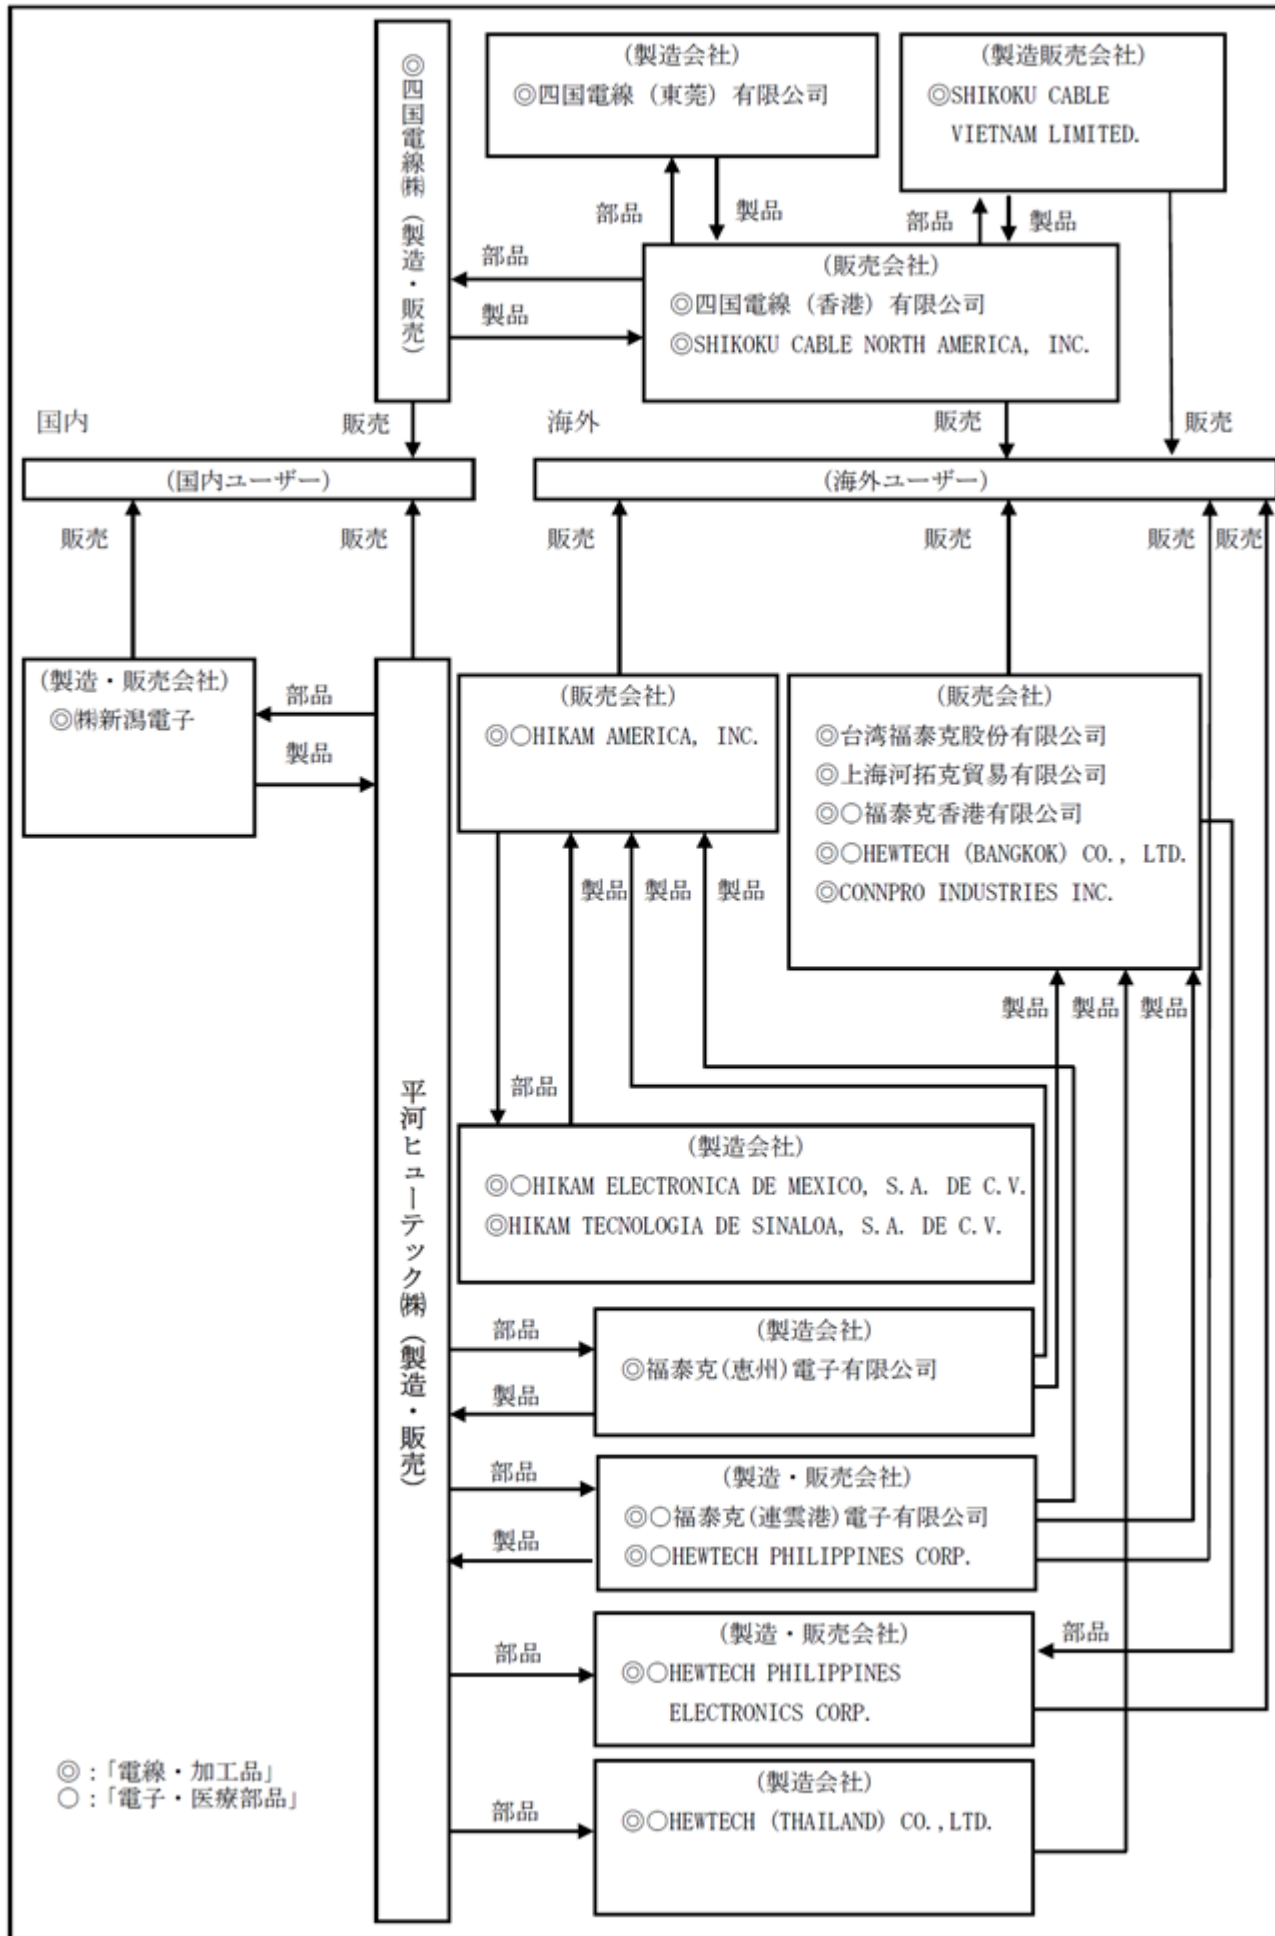 ◎四国電線㈱（製造・販売）
(製造会社)
◎四国電線（東莞）有限公司
(製造販売会社)
◎SHIKOKU CABLE
VIETNAM LIMITED.
部品
製品
部品
製品
部品
製品
(販売会社)
◎四国電線（香港）有限公司
◎SHIKOKU CABLE NORTH AMERICA, INC.
国内
販売
海外
販売
販売
(国内ユーザー)
(海外ユーザー)
販売
販売
販売
販売
販売
販売
(製造・販売会社)
◎㈱新潟電子
部品
製品
平河ヒューテック㈱（製造・販売）
(販売会社)
◎○HIKAM AMERICA, INC.
(販売会社)
◎台湾福泰克股份有限公司
◎上海河拓克貿易有限公司
◎○福泰克香港有限公司
◎○HEWTECH (BANGKOK) CO., LTD.
◎CONNPRO INDUSTRIES INC.
製品
製品
製品
製品
製品
製品
部品
(製造会社)
◎○HIKAM ELECTRONICA DE MEXICO, S.A. DE C.V.
◎HIKAM TECNOLOGIA DE SINALOA, S.A. DE C.V.
部品
製品
(製造会社)
◎福泰克(恵州)電子有限公司
部品
製品
(製造・販売会社)
◎○福泰克(連雲港)電子有限公司
◎○HEWTECH PHILIPPINES CORP.
部品
(製造・販売会社)
◎○HEWTECH PHILIPPINES
ELECTRONICS CORP.
部品
部品
(製造会社)
◎○HEWTECH (THAILAND) CO.,LTD.
◎：「電線・加工品」
○：「電子・医療部品」